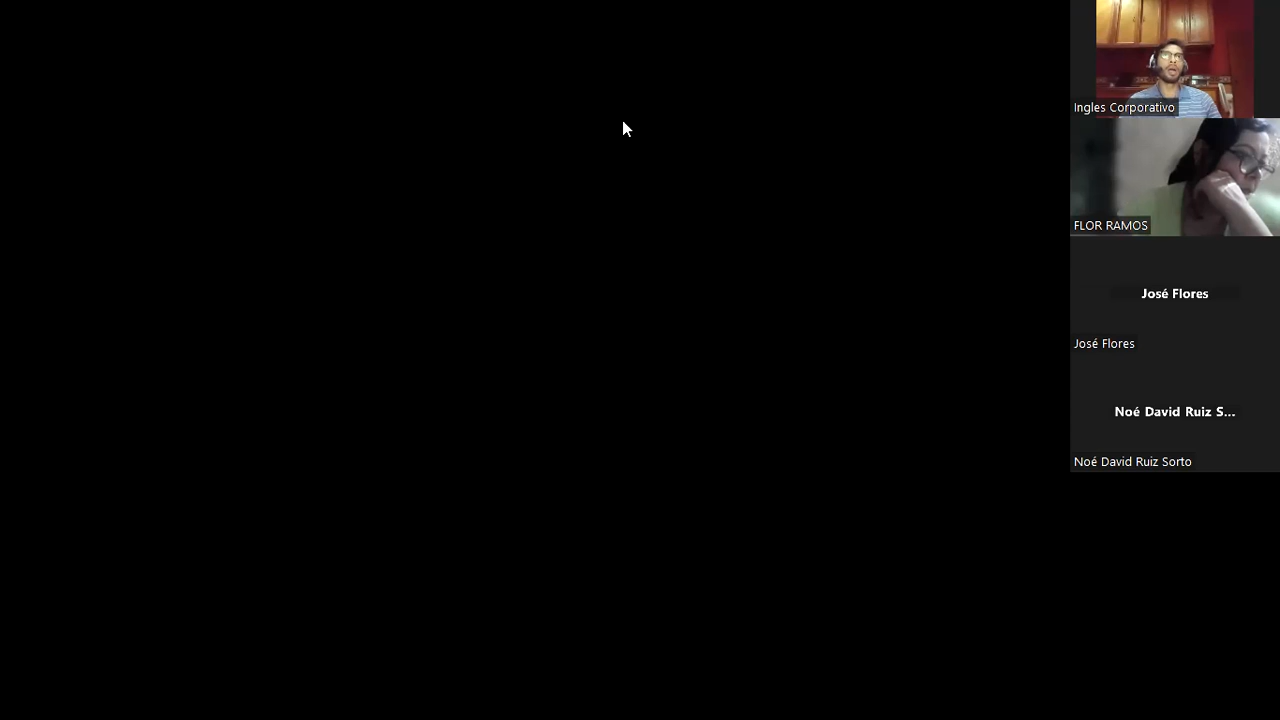 Ingles Corporativo
FLOR RAMOS
José Flores
José Flores
Noé David Ruiz S...
Noé David Ruiz Sorto